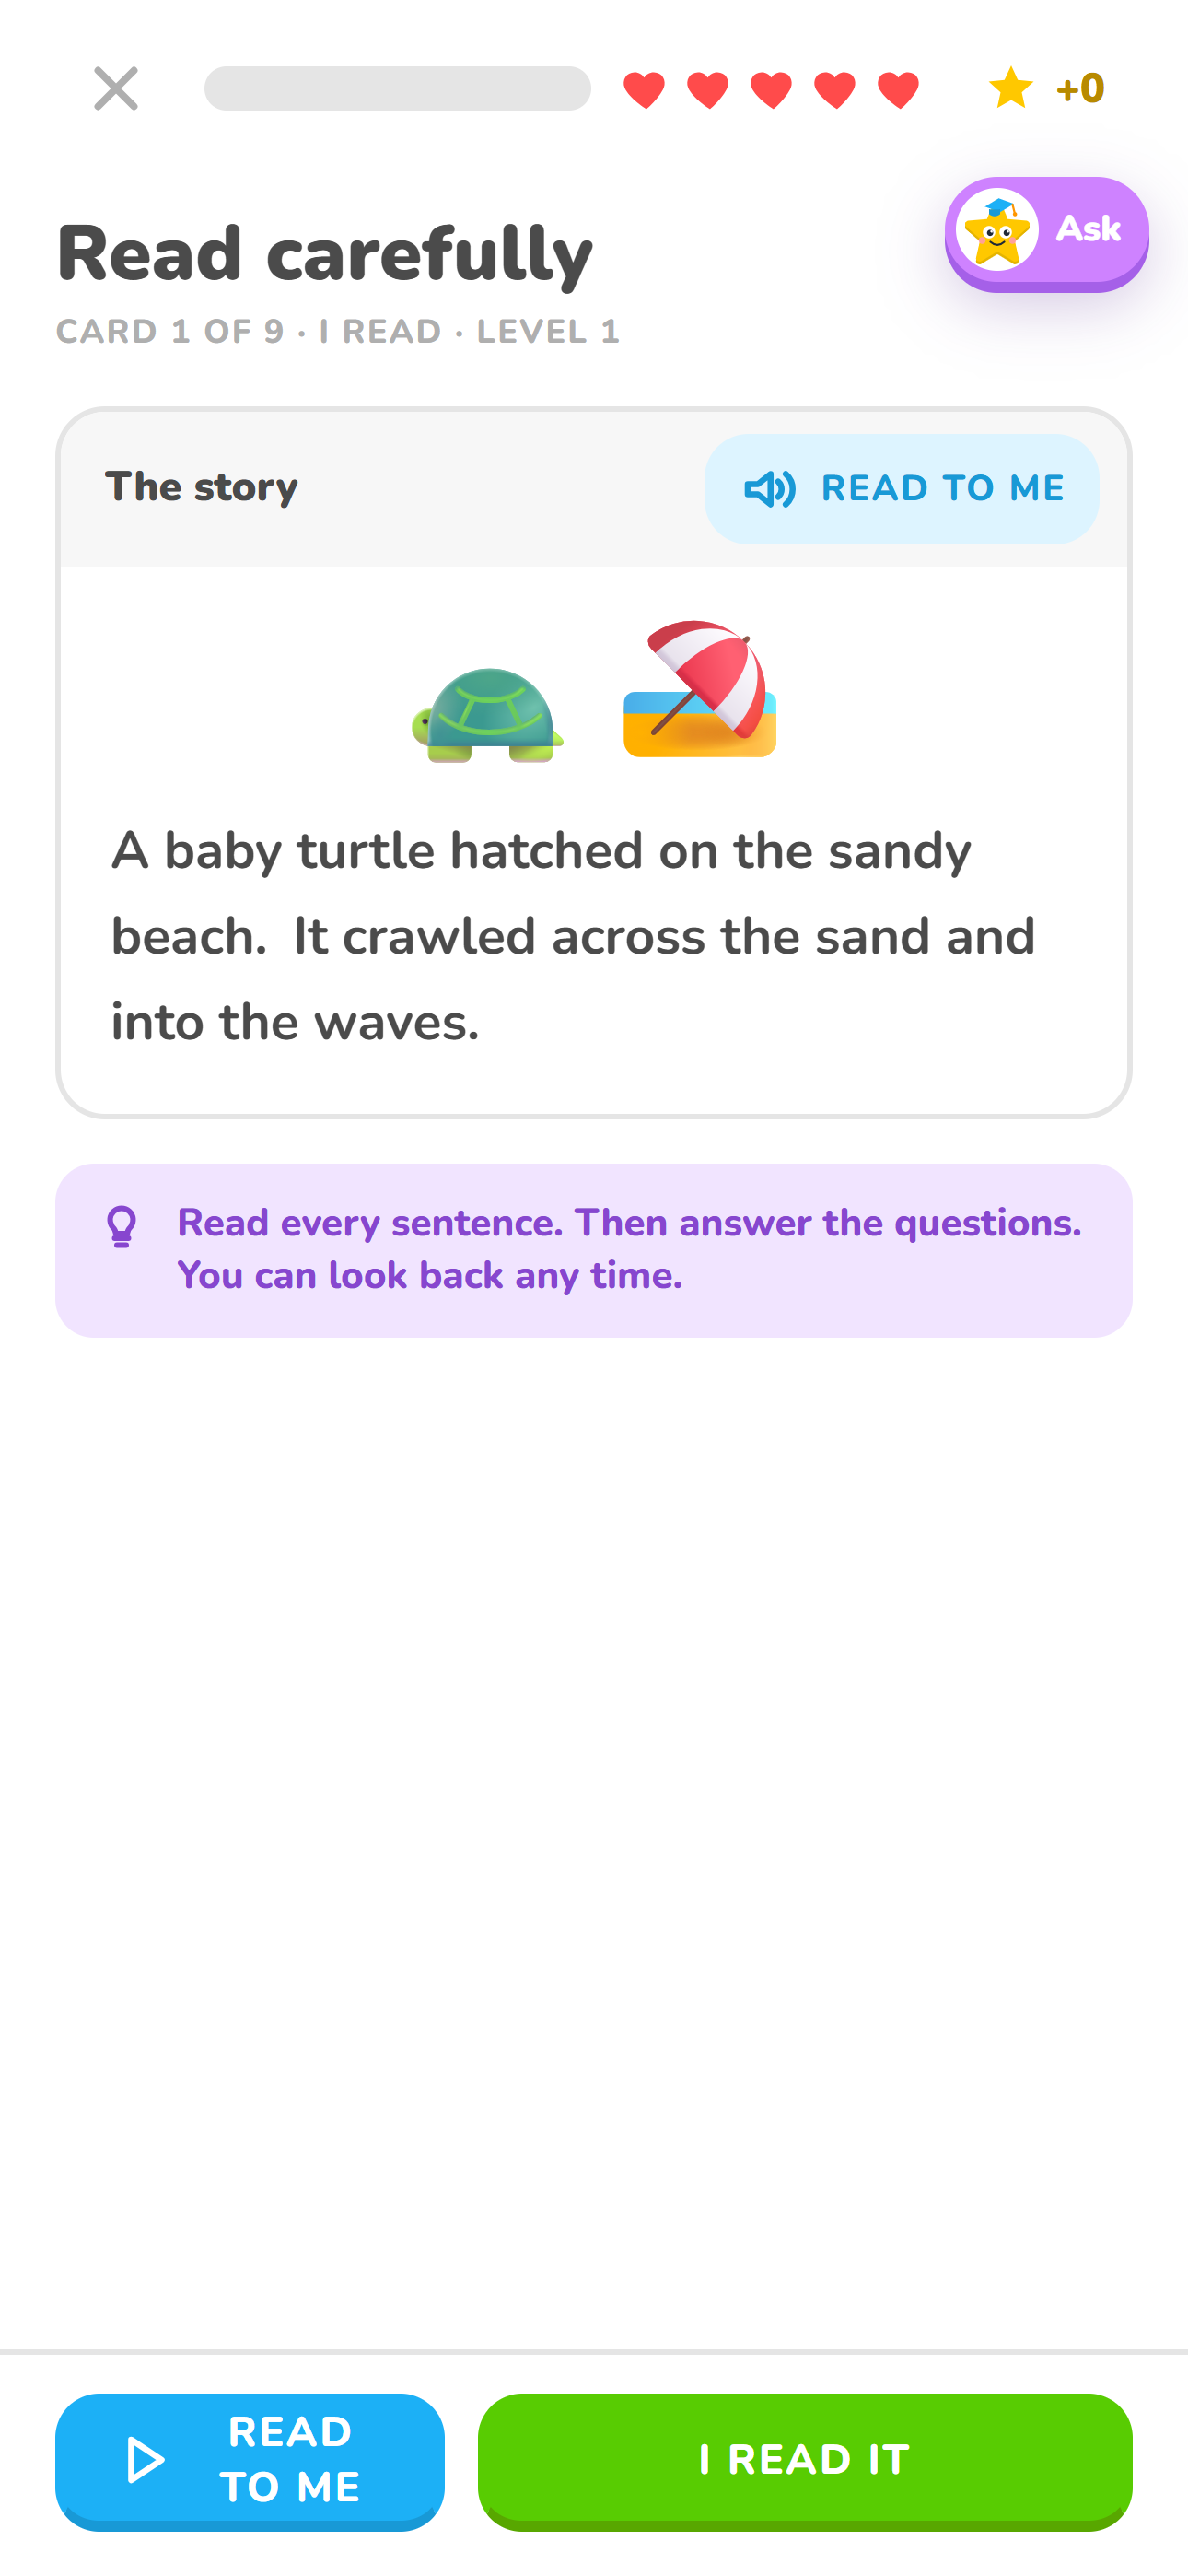 +0
Ask
Read carefully
CARD 1 OF 9 · I READ · LEVEL 1
The story
READ TO ME
A baby turtle hatched on the sandy
beach.  It crawled across the sand and
into the waves.
Read every sentence. Then answer the questions.
You can look back any time.
READ
TO ME
I READ IT